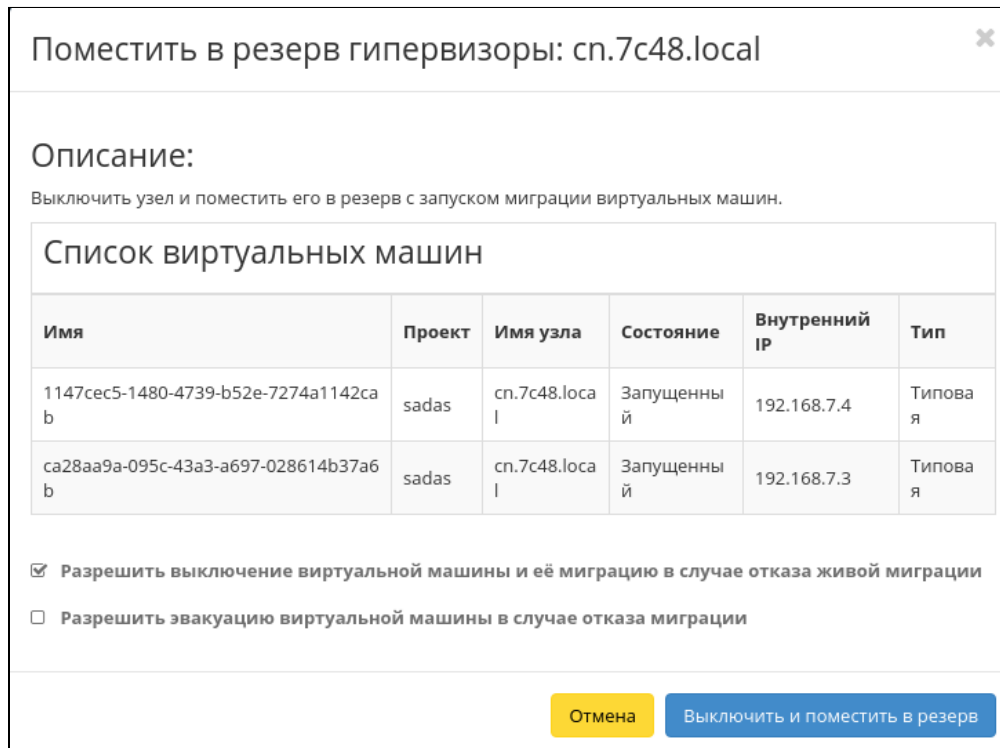 Поместить в резерв гипервизоры: cn.7c48.local
Описание:
Выключить узел и поместить его в резерв с запуском миграции виртуальных машин.
Список виртуальных машин
Имя Проект Имя узла Состояние Внутренний IP Тип
1147cec5-1480-4739-b52e-7274a1142ca
b sadas cn.7c48.loca
l Запущенны
й 192.168.7.4 Типова
я
ca28aa9a-095c-43a3-a697-028614b37a6
b sadas cn.7c48.loca
l Запущенны
й 192.168.7.3 Типова
я
Разрешить выключение виртуальной машины и её миграцию в случае отказа живой миграции
Разрешить эвакуацию виртуальной машины в случае отказа миграции
Отмена Выключить и поместить в резерв